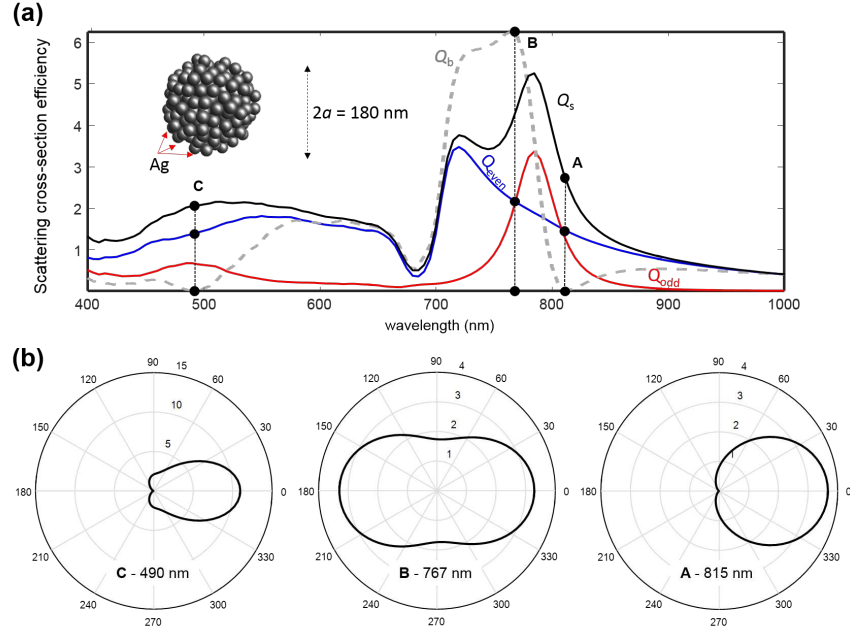 (a)
Scattering cross-section efficiency
6
5
4
3
2
1
400 500 600 700 800 900 1000
wavelength (nm)
Ag
2a = 180 nm
C
Qb
B
Qs
Qeven
A
Qodd
(b)
90 15
120 60
10
150 30
5
180 0
210 330
C - 490 nm
240 300
270
90 4
120 60
3
150 2 30
1
180 0
210 330
B - 767 nm
240 300
270
90 4
120 60
3
150 2 30
1
180 0
210 330
A - 815 nm
240 300
270